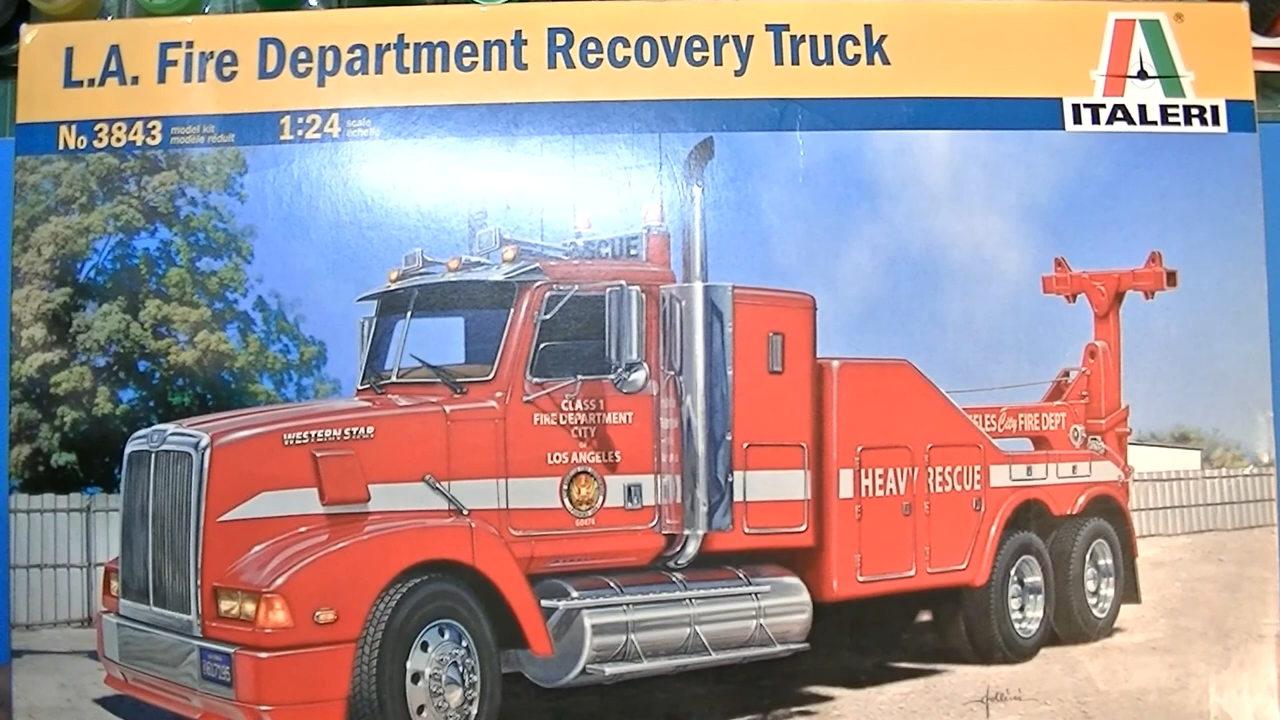 L.A. Fire Department Recovery Truck
ITALERI
No 3843 model kit
modèle réduit
1:24 scale
échelle
WESTERN STAR
CLASS 1
FIRE DEPARTMENT
CITY
OF
LOS ANGELES
HEAVY RESCUE
ELES City FIRE DEPT